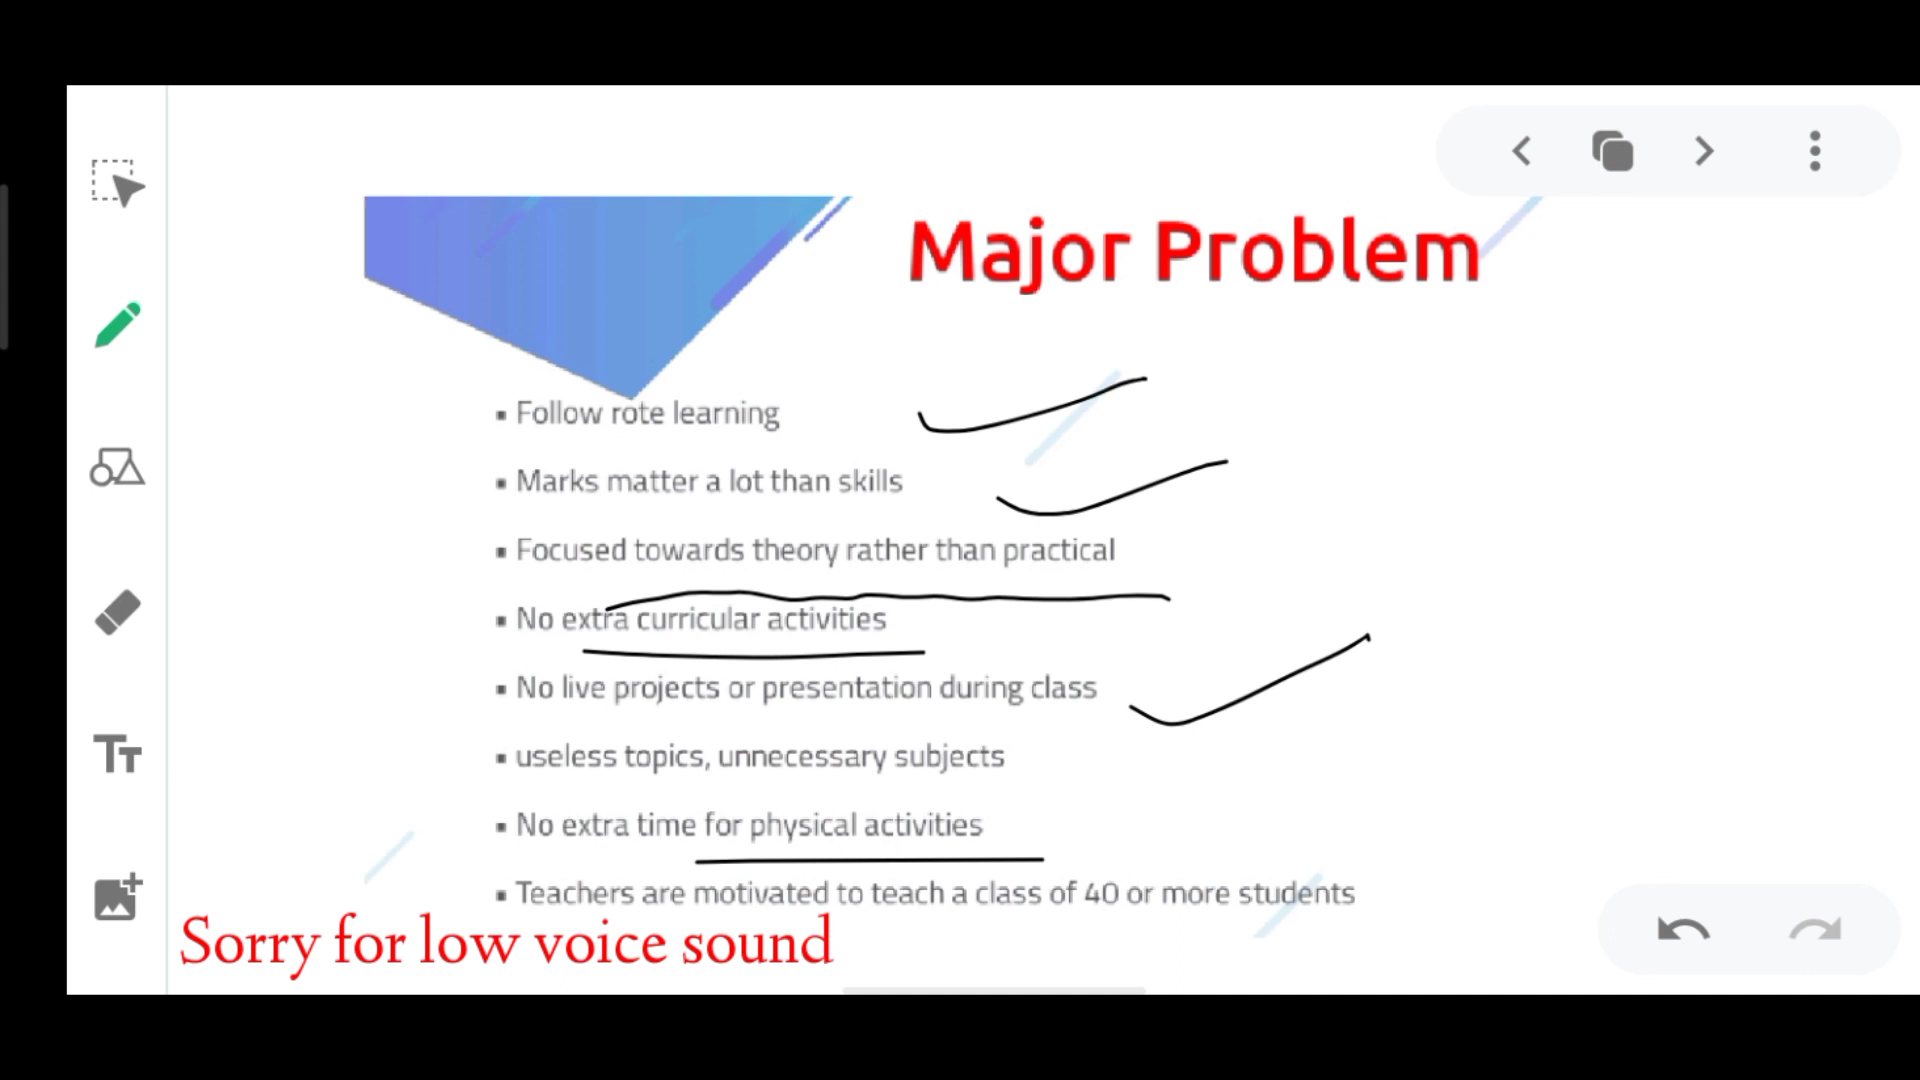 Major Problem
▪ Follow rote learning
▪ Marks matter a lot than skills
▪ Focused towards theory rather than practical
▪ No extra curricular activities
▪ No live projects or presentation during class
▪ useless topics, unnecessary subjects
▪ No extra time for physical activities
▪ Teachers are motivated to teach a class of 40 or more students
Sorry for low voice sound